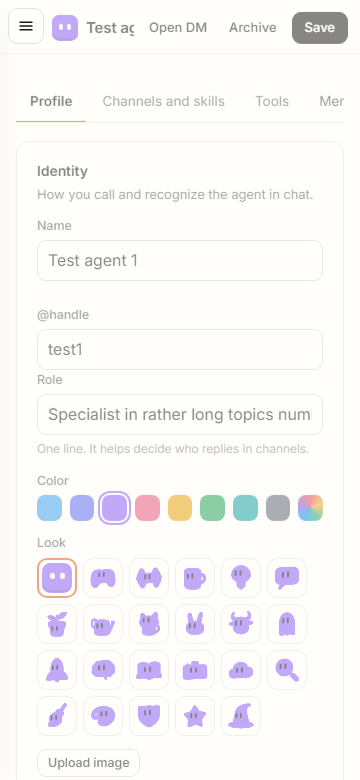 Test ag
Open DM
Archive
Save
Profile
Channels and skills
Tools
Mer
Identity
How you call and recognize the agent in chat.
Name
Test agent 1
@handle
test1
Role
Specialist in rather long topics num
One line. It helps decide who replies in channels.
Color
Look
Upload image